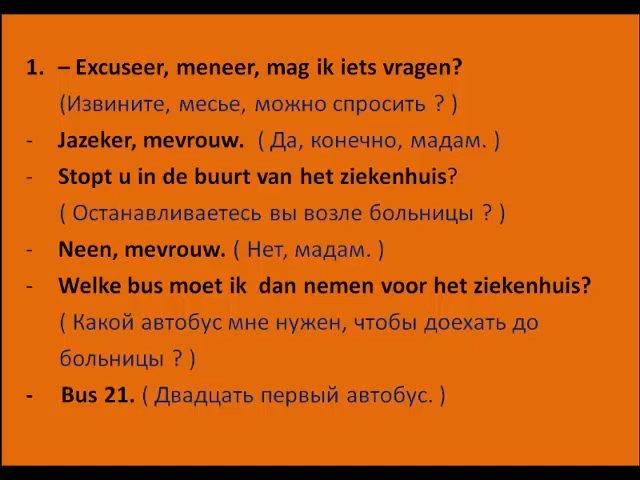 1. – Excuseer, meneer, mag ik iets vragen?
(Извините, месье, можно спросить ? )
- Jazeker, mevrouw. ( Да, конечно, мадам. )
- Stopt u in de buurt van het ziekenhuis?
( Останавливаетесь вы возле больницы ? )
- Neen, mevrouw. ( Нет, мадам. )
- Welke bus moet ik dan nemen voor het ziekenhuis?
( Какой автобус мне нужен, чтобы доехать до
больницы ? )
- Bus 21. ( Двадцать первый автобус. )